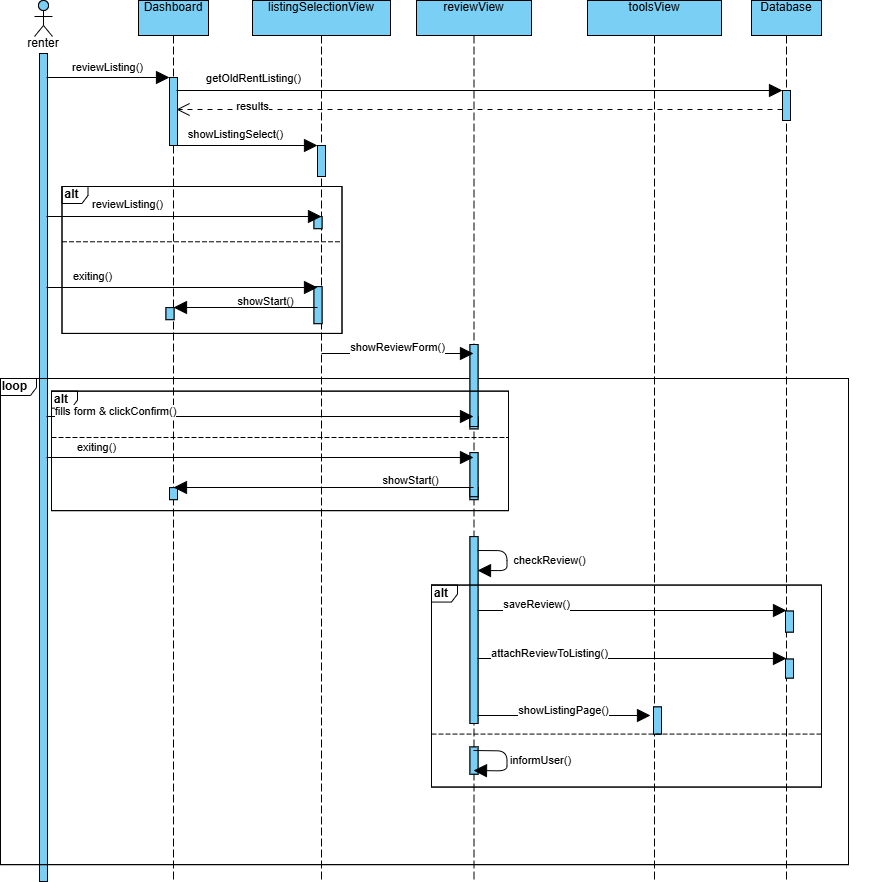 Dashboard
listingSelectionView
reviewView
toolsView
Database
renter
reviewListing()
getOldRentListing()
results
showListingSelect()
alt
reviewListing()
exiting()
showStart()
showReviewForm()
loop
alt
fills form & clickConfirm()
exiting()
showStart()
checkReview()
alt
saveReview()
attachReviewToListing()
showListingPage()
informUser()